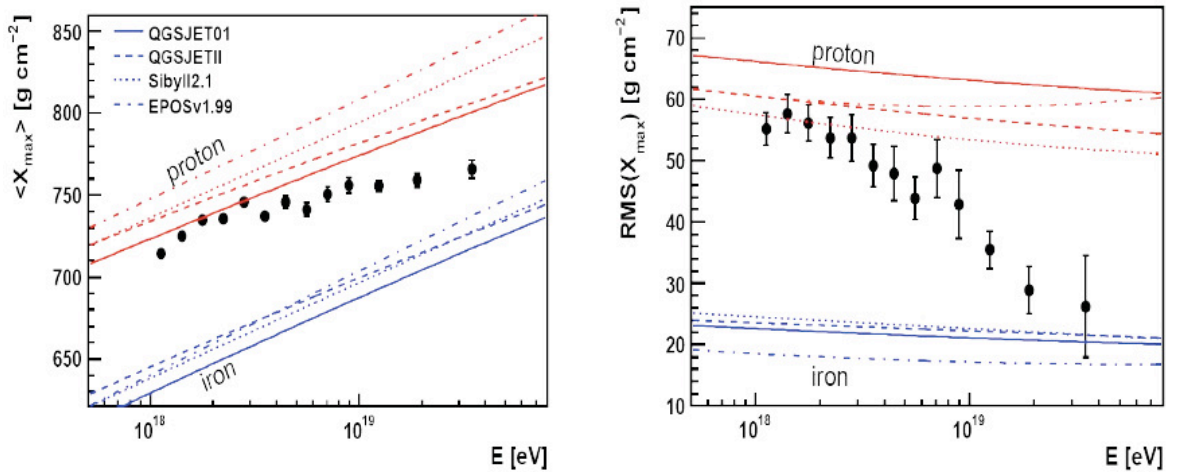 <X_max> [g cm^-2]
850
800
750
700
650
QGSJET01
QGSJETII
Sibyll2.1
EPOSv1.99
proton
iron
10^18
10^19
E [eV]
RMS(X_max) [g cm^-2]
70
60
50
40
30
20
10
proton
iron
10^18
10^19
E [eV]